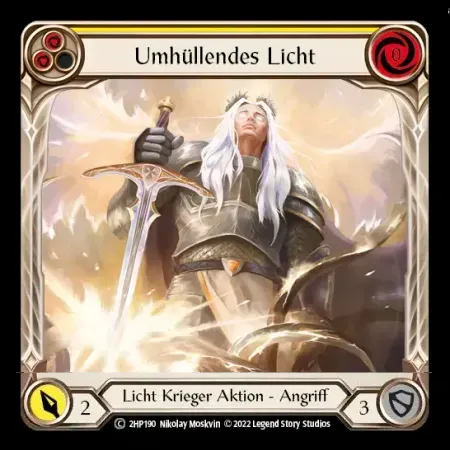 Umhüllendes Licht
0
Licht Krieger Aktion - Angriff
2
3
© 2HP190 Nikolay Moskvin © 2022 Legend Story Studios